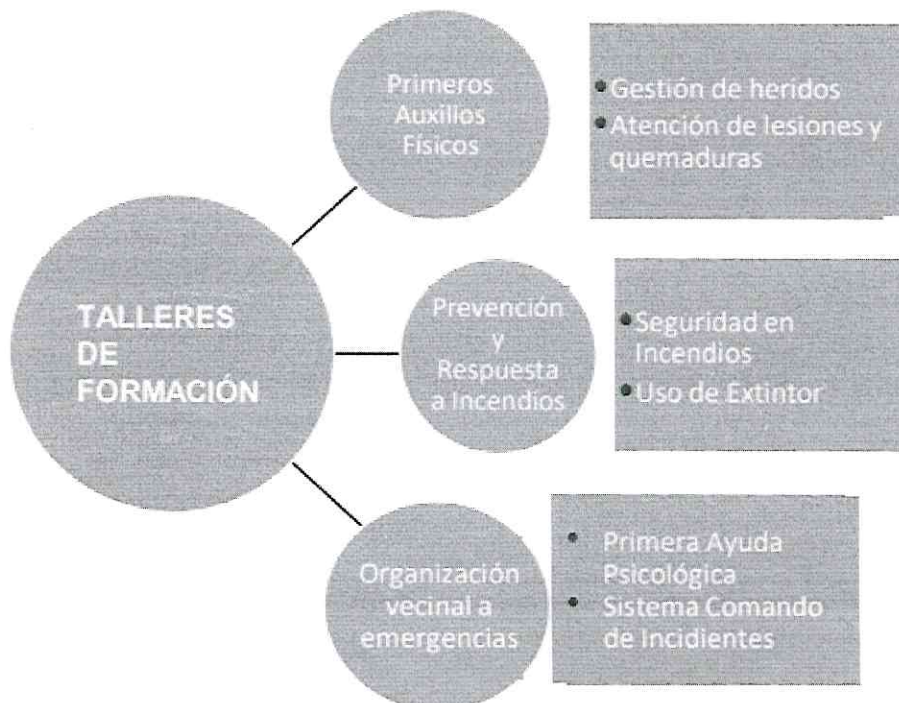 Primeros
Auxilios
Físicos
• Gestión de heridos
• Atención de lesiones y
quemaduras
TALLERES
DE
FORMACIÓN
Prevención
y
Respuesta
a Incendios
• Seguridad en
Incendios
• Uso de Extintor
Organización
vecinal a
emergencias
• Primera Ayuda
Psicológica
• Sistema Comando
de Incidientes